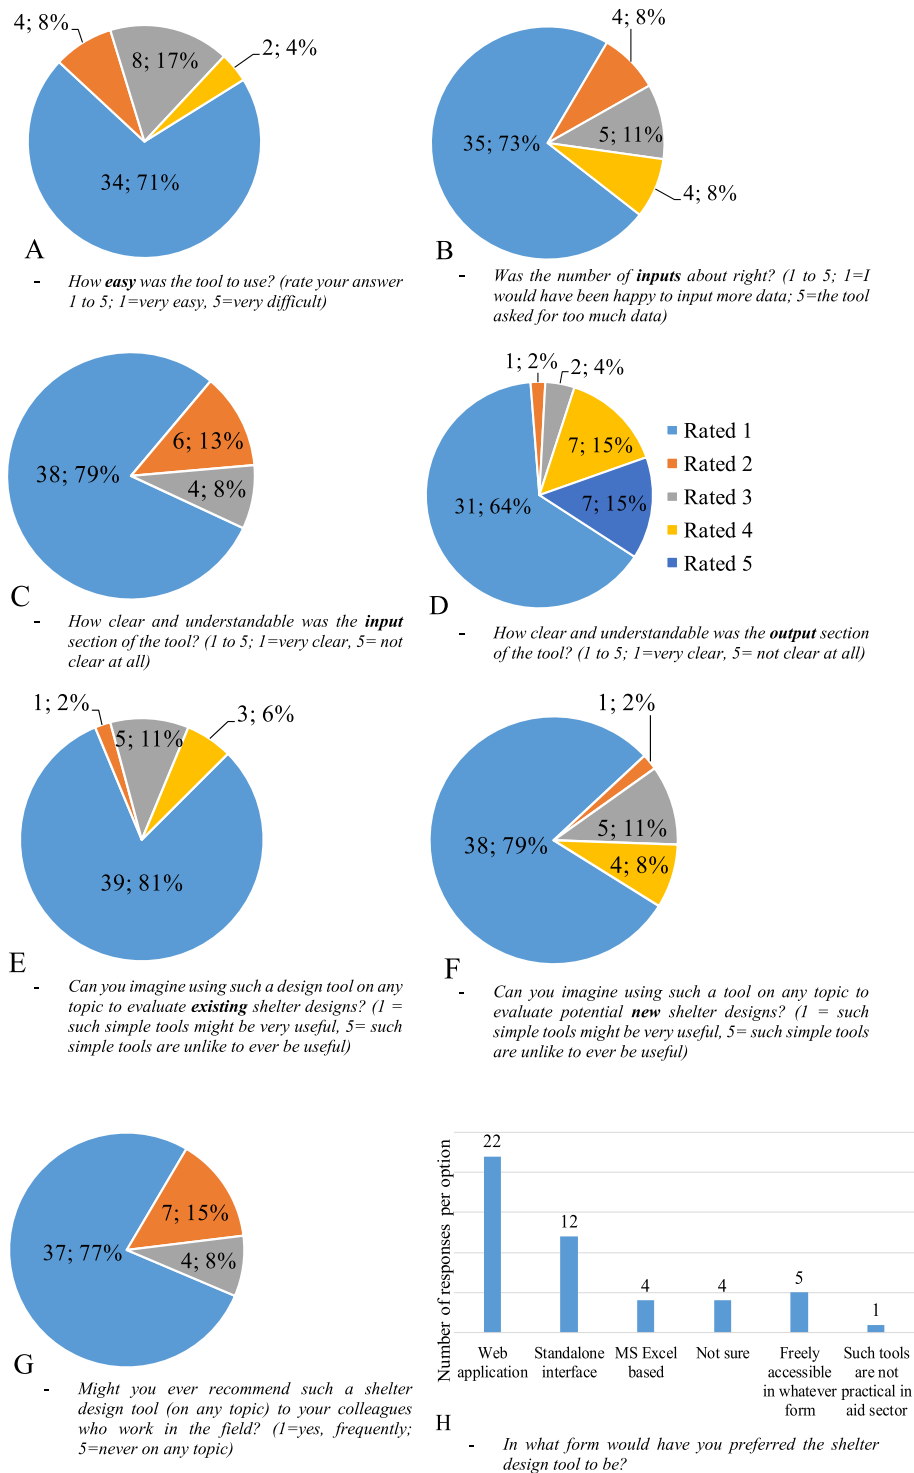 4; 8%
8; 17%
2; 4%
34; 71%
A
- How easy was the tool to use? (rate your answer
1 to 5; 1=very easy, 5=very difficult)
4; 8%
35; 73%
5; 11%
4; 8%
B
- Was the number of inputs about right? (1 to 5; 1=I
would have been happy to input more data; 5=the tool
asked for too much data)
6; 13%
38; 79%
4; 8%
C
- How clear and understandable was the input
section of the tool? (1 to 5; 1=very clear, 5= not
clear at all)
1; 2%
2; 4%
7; 15%
31; 64%
7; 15%
Rated 1
Rated 2
Rated 3
Rated 4
Rated 5
D
- How clear and understandable was the output section
of the tool? (1 to 5; 1=very clear, 5= not clear at all)
1; 2%
5; 11%
3; 6%
39; 81%
E
- Can you imagine using such a design tool on any
topic to evaluate existing shelter designs? (1 =
such simple tools might be very useful, 5= such
simple tools are unlike to ever be useful)
1; 2%
38; 79%
5; 11%
4; 8%
F
- Can you imagine using such a tool on any topic to
evaluate potential new shelter designs? (1 = such
simple tools might be very useful, 5= such simple tools
are unlike to ever be useful)
7; 15%
37; 77%
4; 8%
G
- Might you ever recommend such a shelter
design tool (on any topic) to your colleagues
who work in the field? (1=yes, frequently;
5=never on any topic)
Number of responses per option
22
12
4
4
5
1
Web
application
Standalone
interface
MS Excel
based
Not sure
Freely
accessible
in whatever
form
Such tools
are not
practical in
aid sector
H
- In what form would have you preferred the shelter
design tool to be?